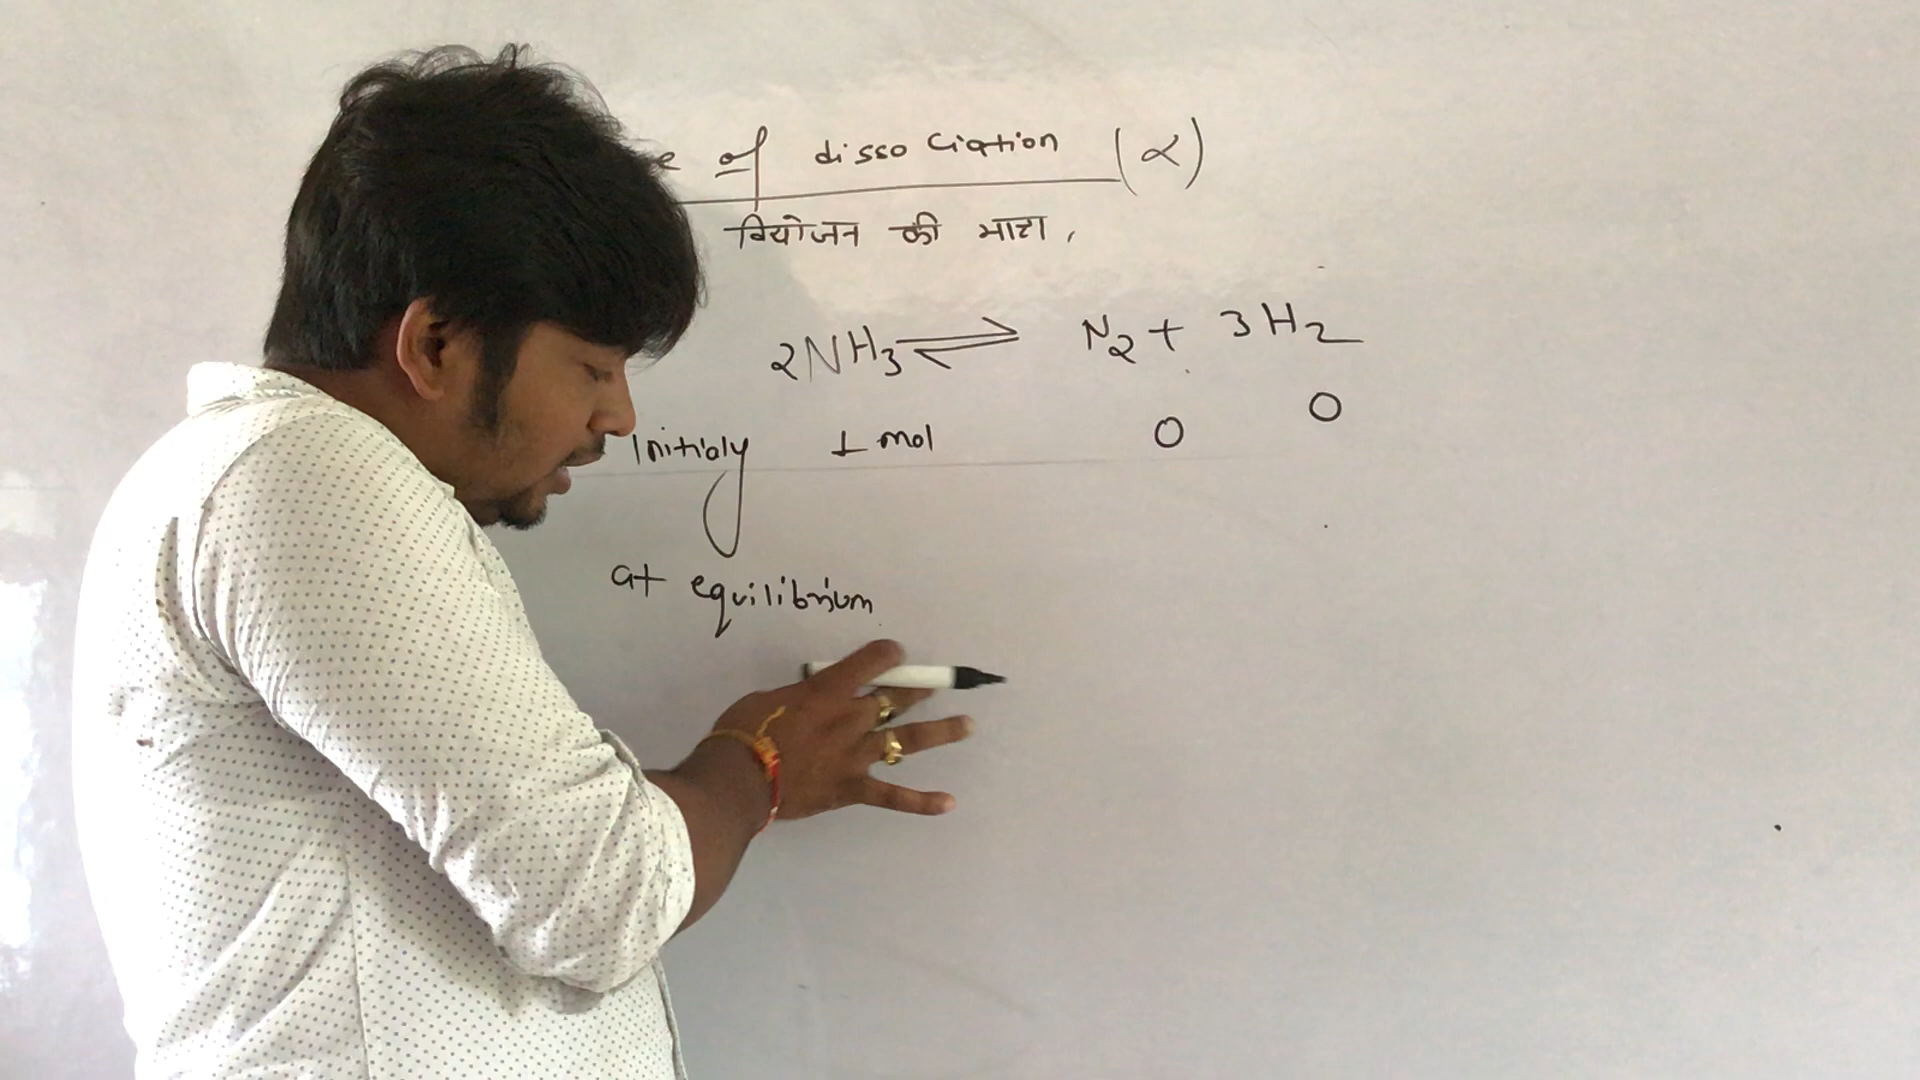 of dissociation (α)
वियोजन की मात्रा,
2NH3 ⇌ N2 + 3H2
Initialy 1 mol 0 0
at equilibrium